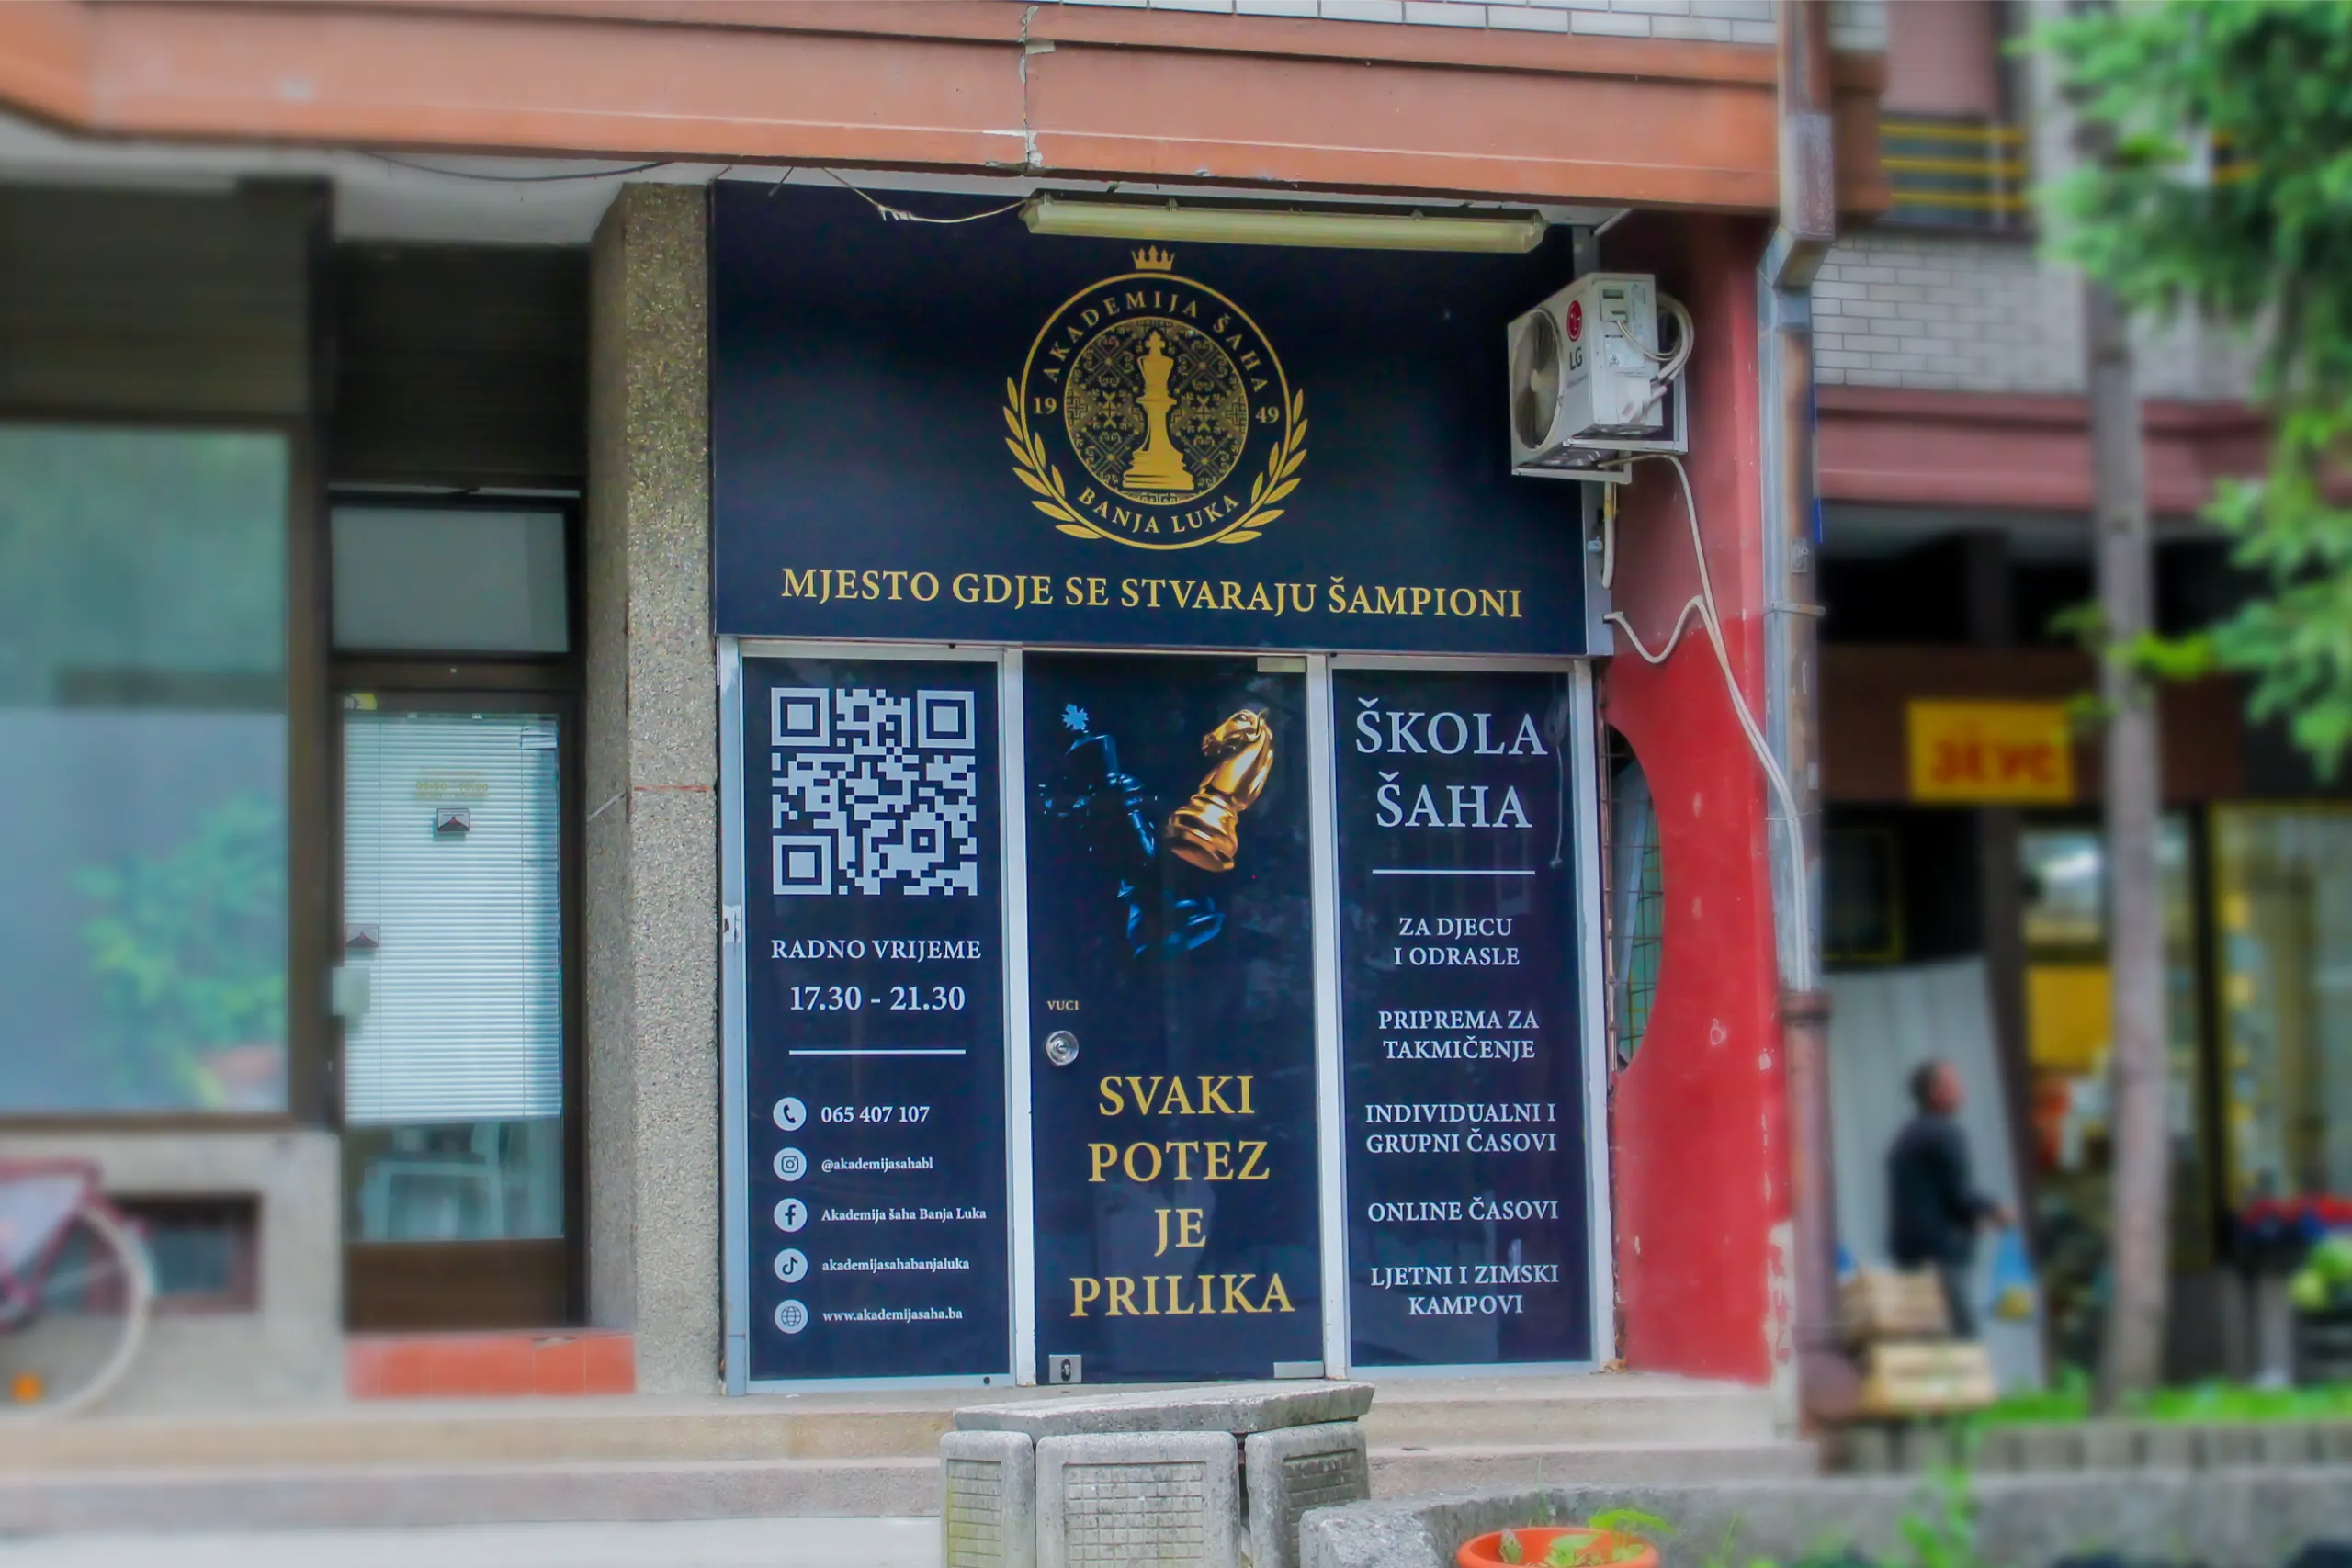 AKADEMIJA ŠAHA
19 49
BANJA LUKA
MJESTO GDJE SE STVARAJU ŠAMPIONI
LG
RADNO VRIJEME
17.30 - 21.30
065 407 107
@akademijasahabl
Akademija šaha Banja Luka
akademijasahabanjaluka
www.akademijasaha.ba
VUCI
SVAKI
POTEZ
JE
PRILIKA
ŠKOLA
ŠAHA
ZA DJECU
I ODRASLE
PRIPREMA ZA
TAKMIČENJE
INDIVIDUALNI I
GRUPNI ČASOVI
ONLINE ČASOVI
LJETNI I ZIMSKI
KAMPOVI